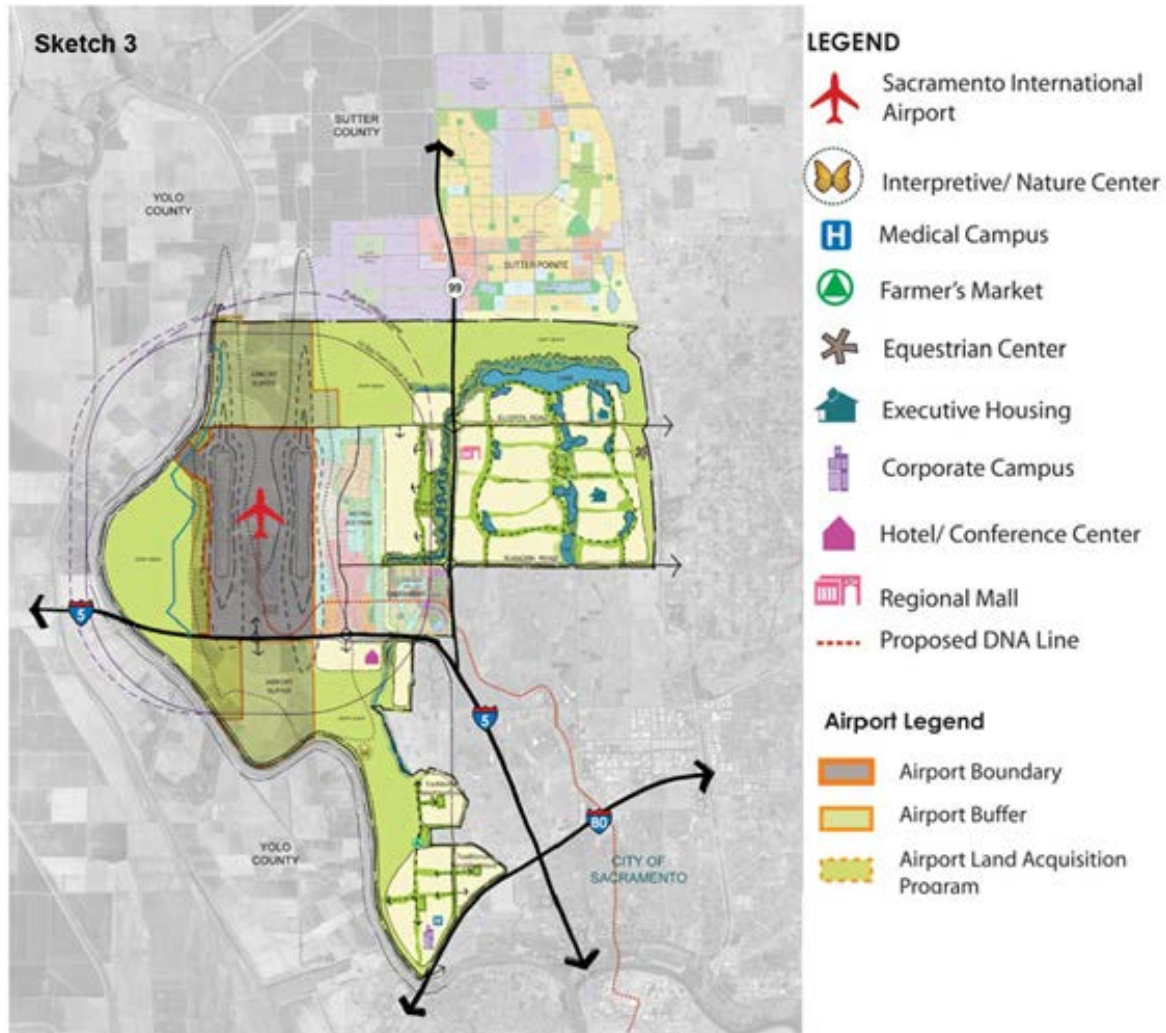 Sketch 3
SUTTER
COUNTY
YOLO
COUNTY
SUTTER POINTE
99
ELVERTA ROAD
5
5
80
YOLO
COUNTY
CITY OF
SACRAMENTO
LEGEND
Sacramento International
Airport
Interpretive/ Nature Center
H
Medical Campus
Farmer's Market
Equestrian Center
Executive Housing
Corporate Campus
Hotel/ Conference Center
Regional Mall
Proposed DNA Line
Airport Legend
Airport Boundary
Airport Buffer
Airport Land Acquisition
Program